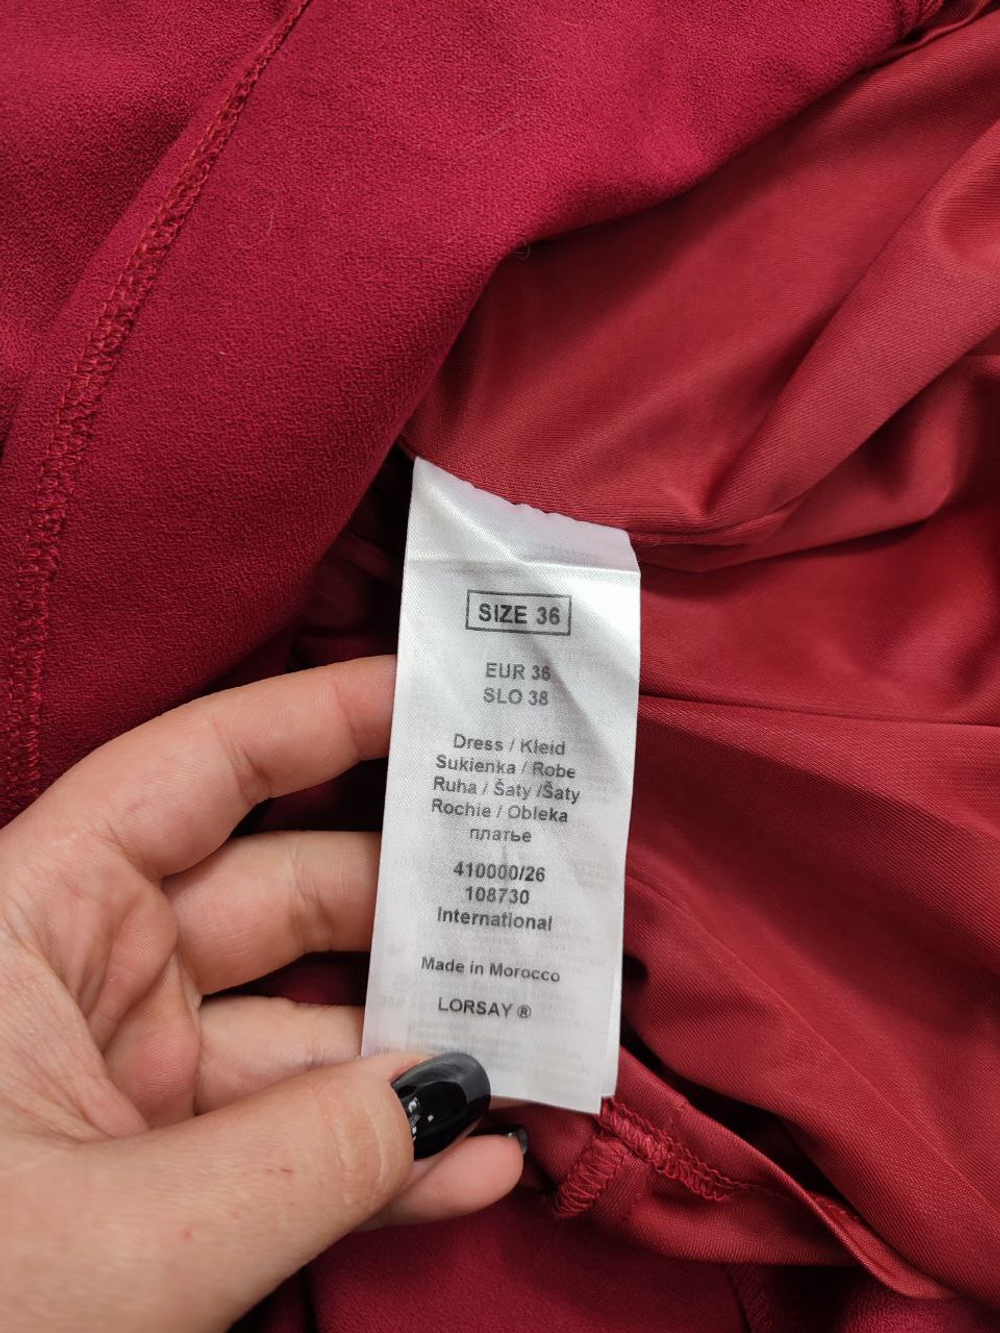 SIZE 36
EUR 36
SLO 38
Dress / Kleid
Sukienka / Robe
Ruha / Šaty /Šaty
Rochie / Obleka
платье
410000/26
108730
International
Made in Morocco
LORSAY ®